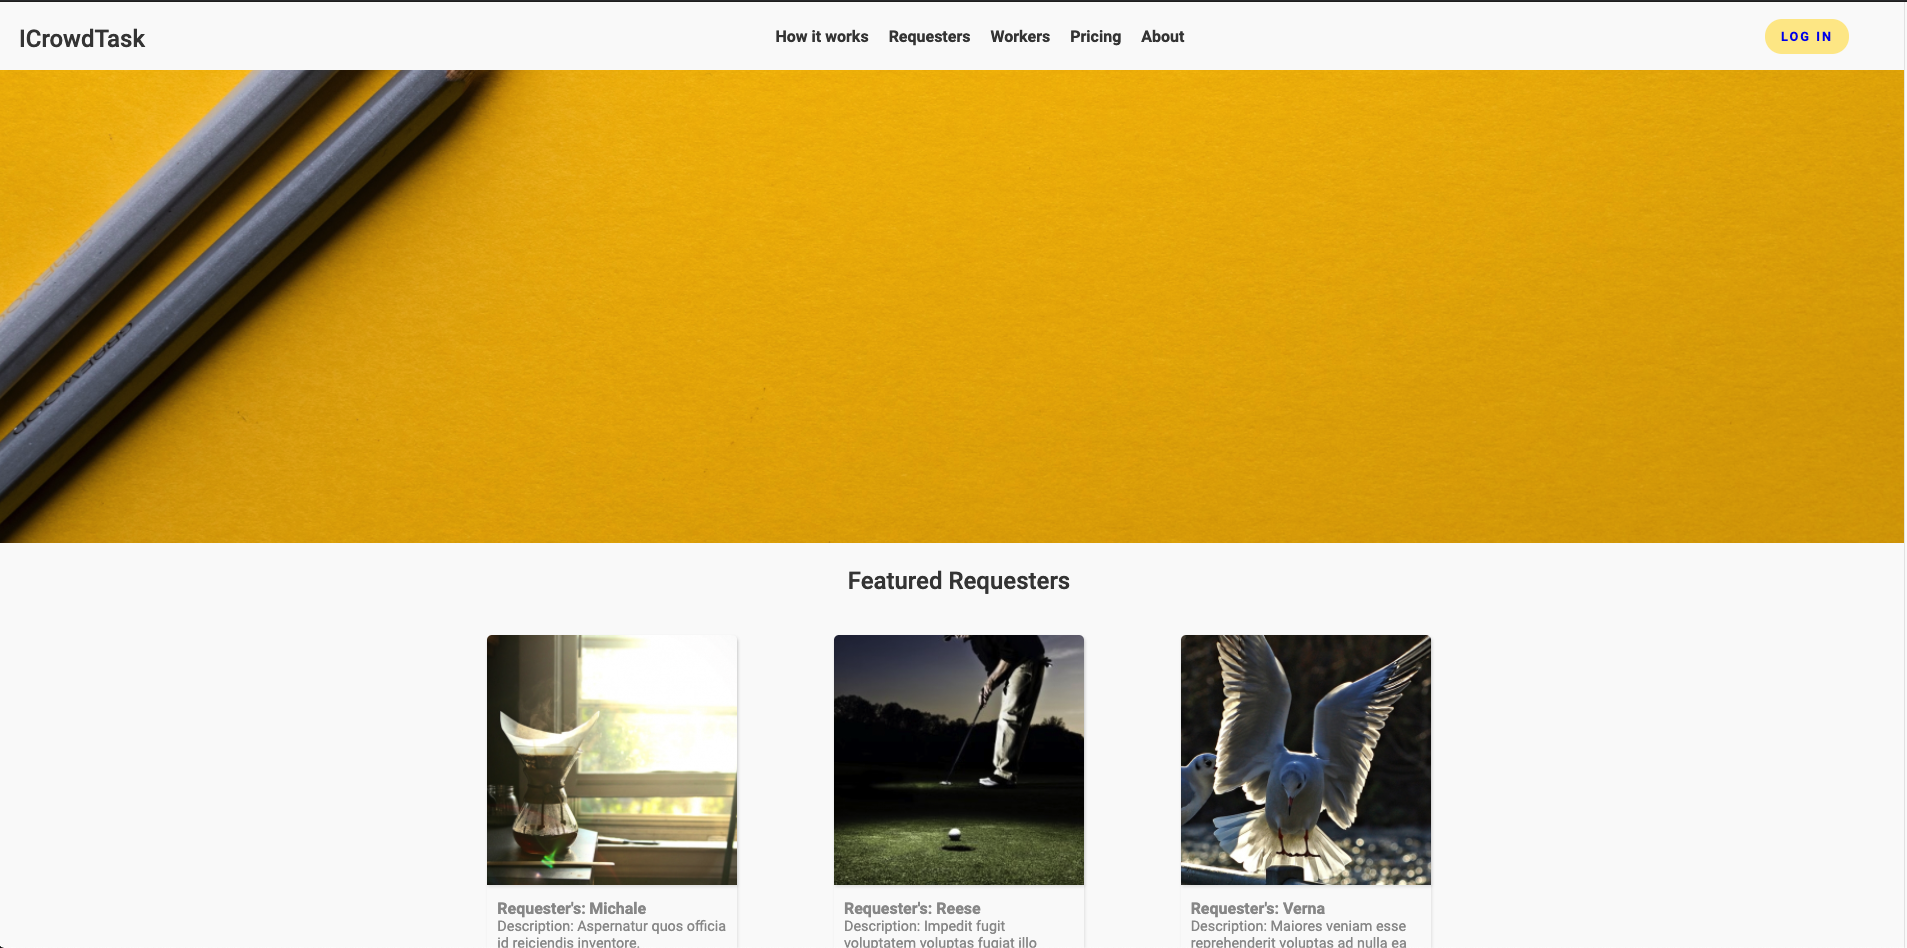 ICrowdTask
How it works Requesters Workers Pricing About
LOG IN
Featured Requesters
Requester's: Michale
Description: Aspernatur quos officia
id reiciendis inventore.
Requester's: Reese
Description: Impedit fugit
voluptatem voluptas fugiat illo
Requester's: Verna
Description: Maiores veniam esse
reprehenderit voluptas ad nulla ea